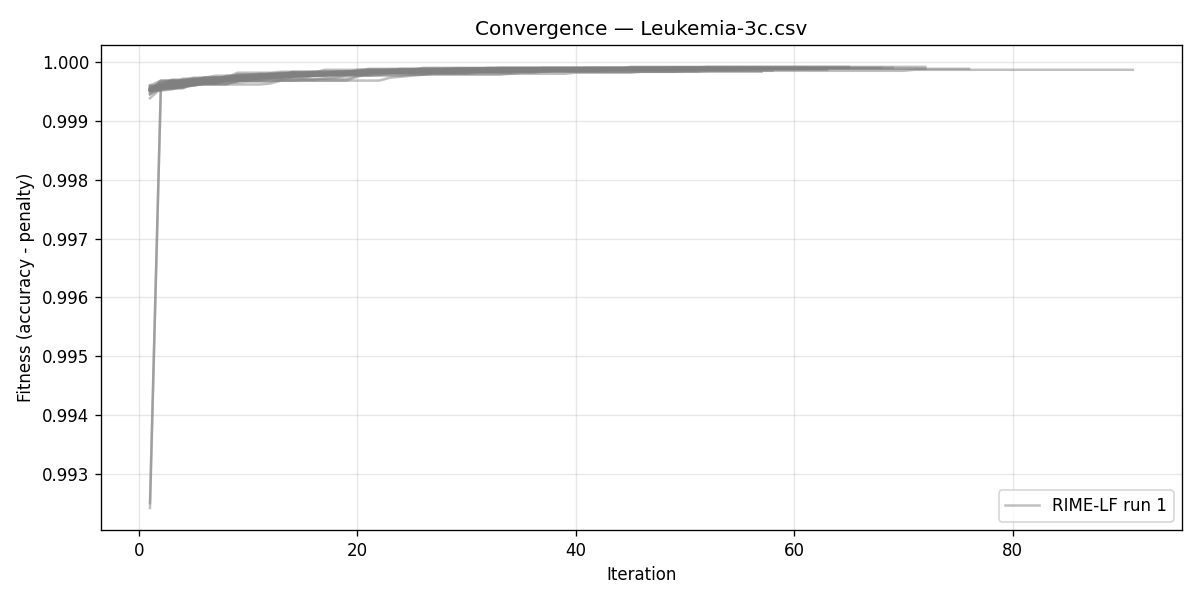 Convergence — Leukemia-3c.csv
Fitness (accuracy - penalty)
1.000
0.999
0.998
0.997
0.996
0.995
0.994
0.993
RIME-LF run 1
0 20 40 60 80
Iteration